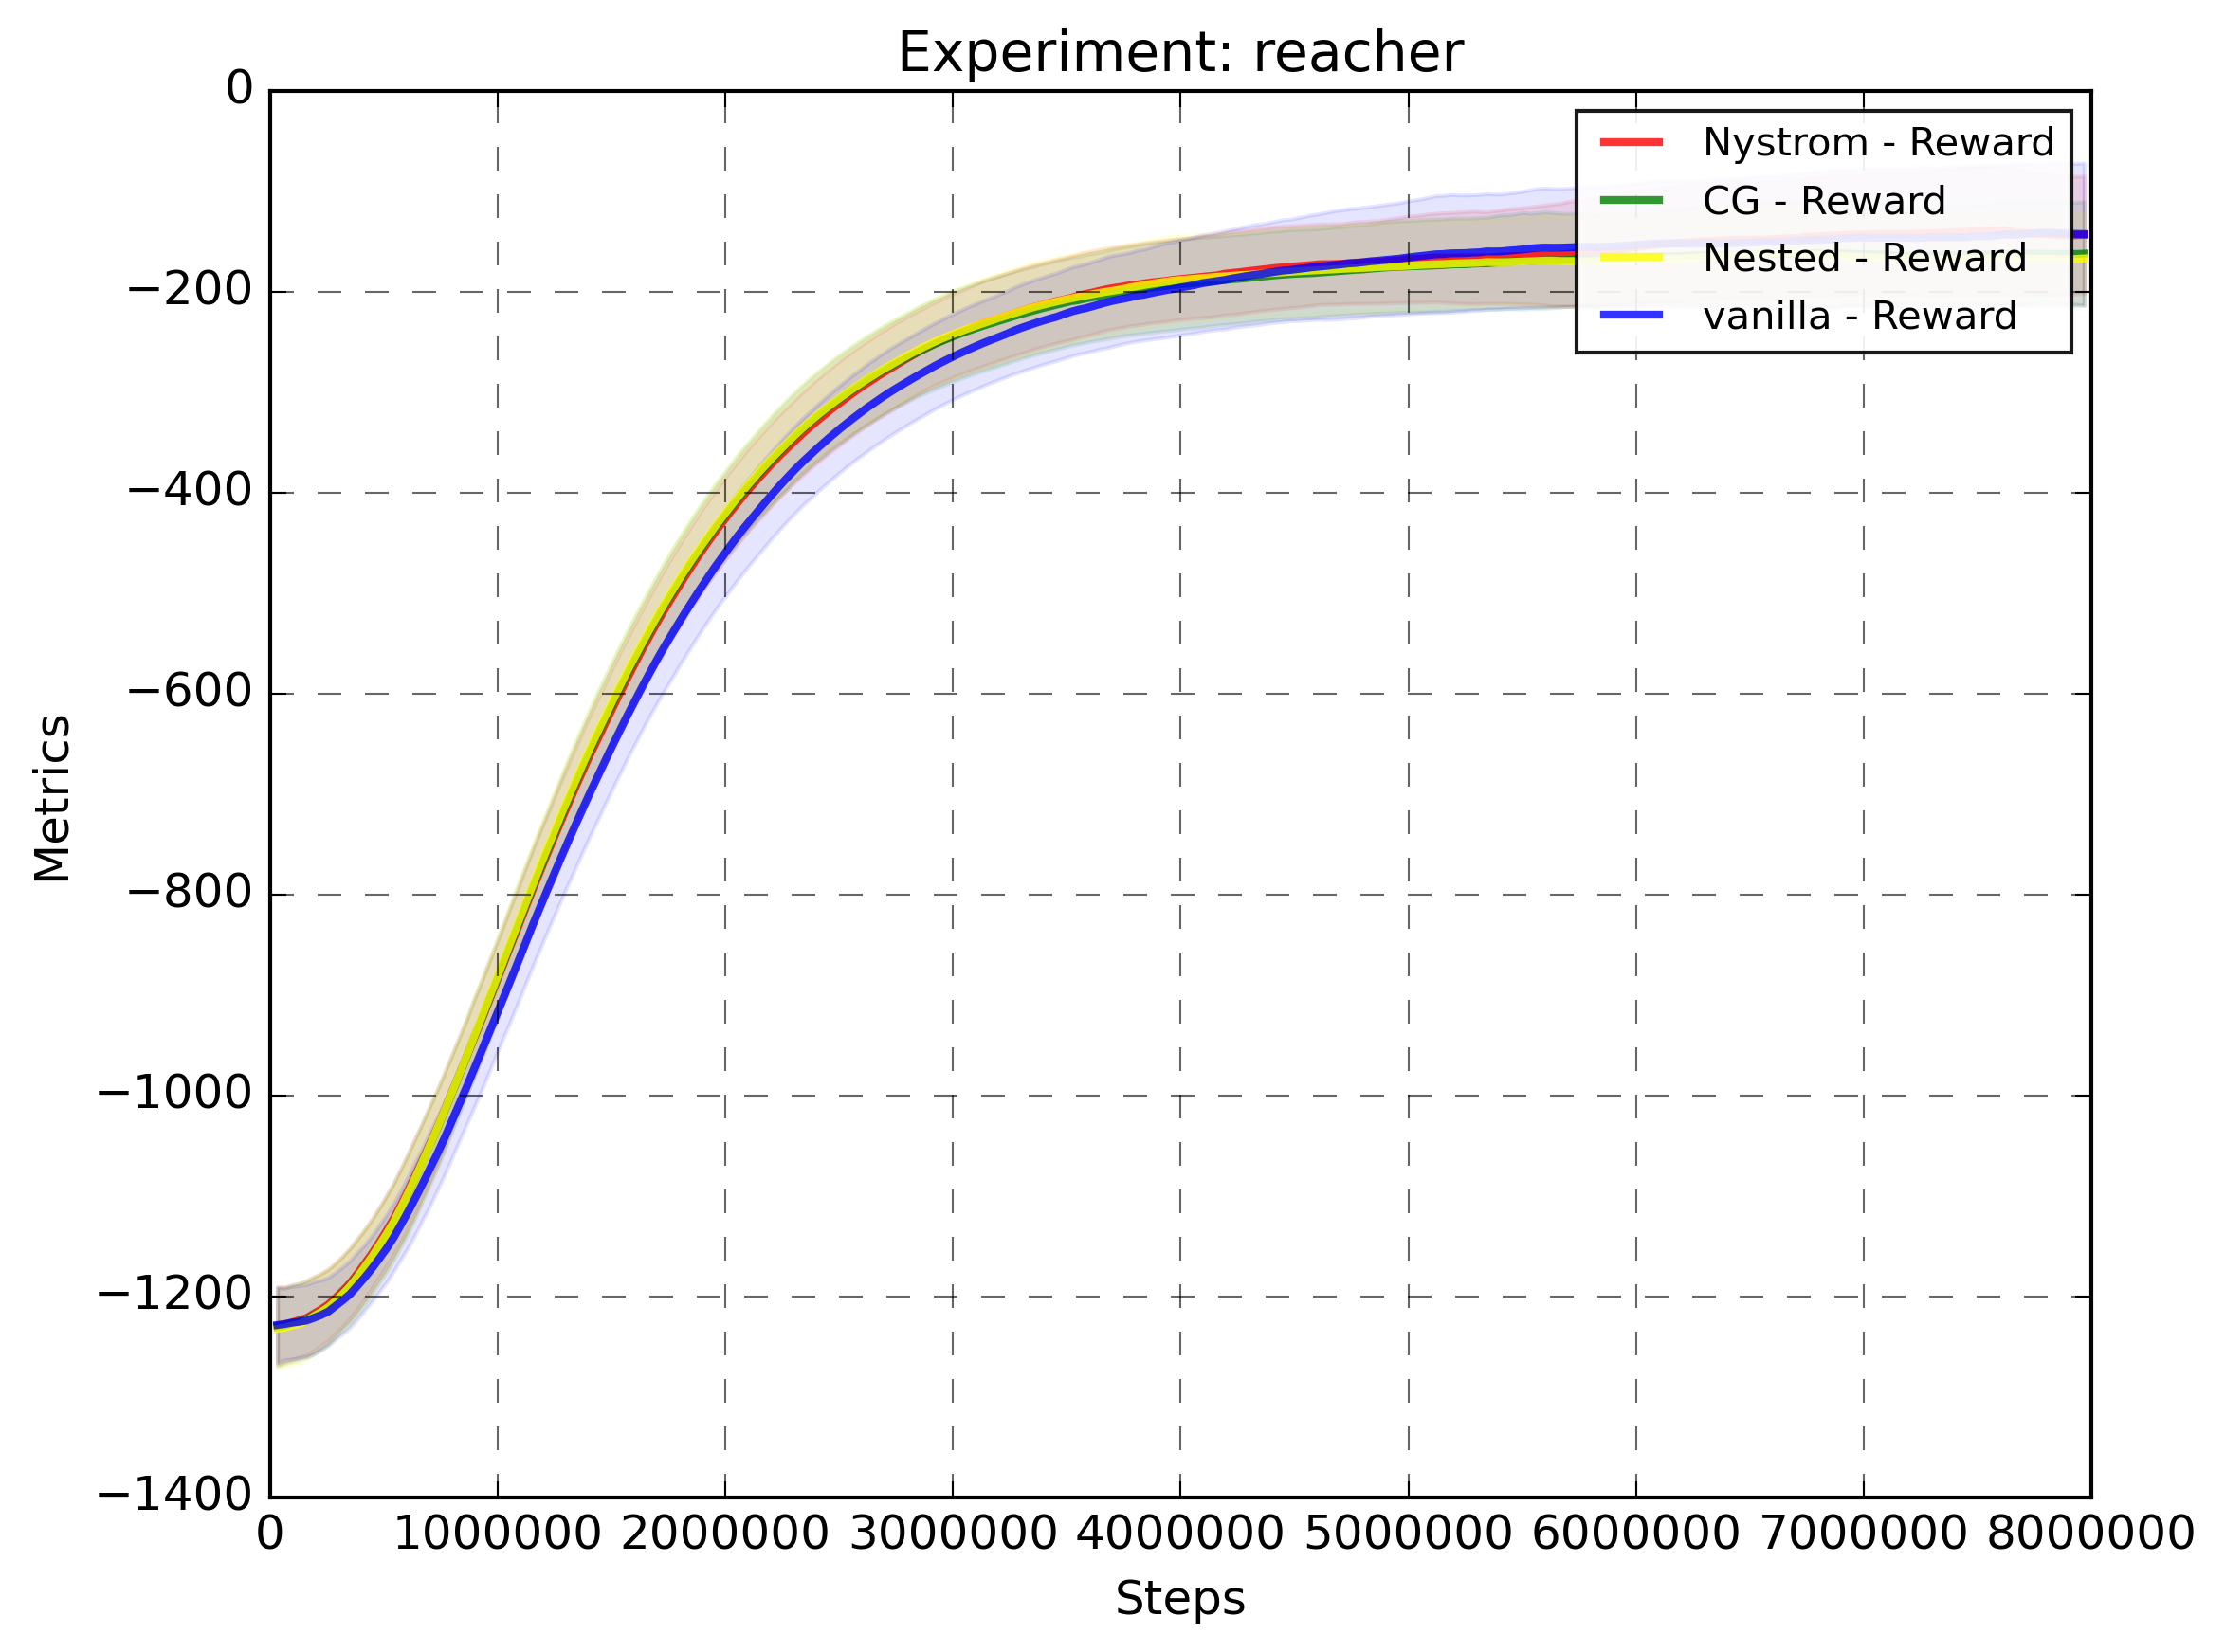 Experiment: reacher
0
−200
−400
−600
−800
−1000
−1200
−1400
Metrics
Nystrom - Reward
CG - Reward
Nested - Reward
vanilla - Reward
0 1000000 2000000 3000000 4000000 5000000 6000000 7000000 8000000
Steps